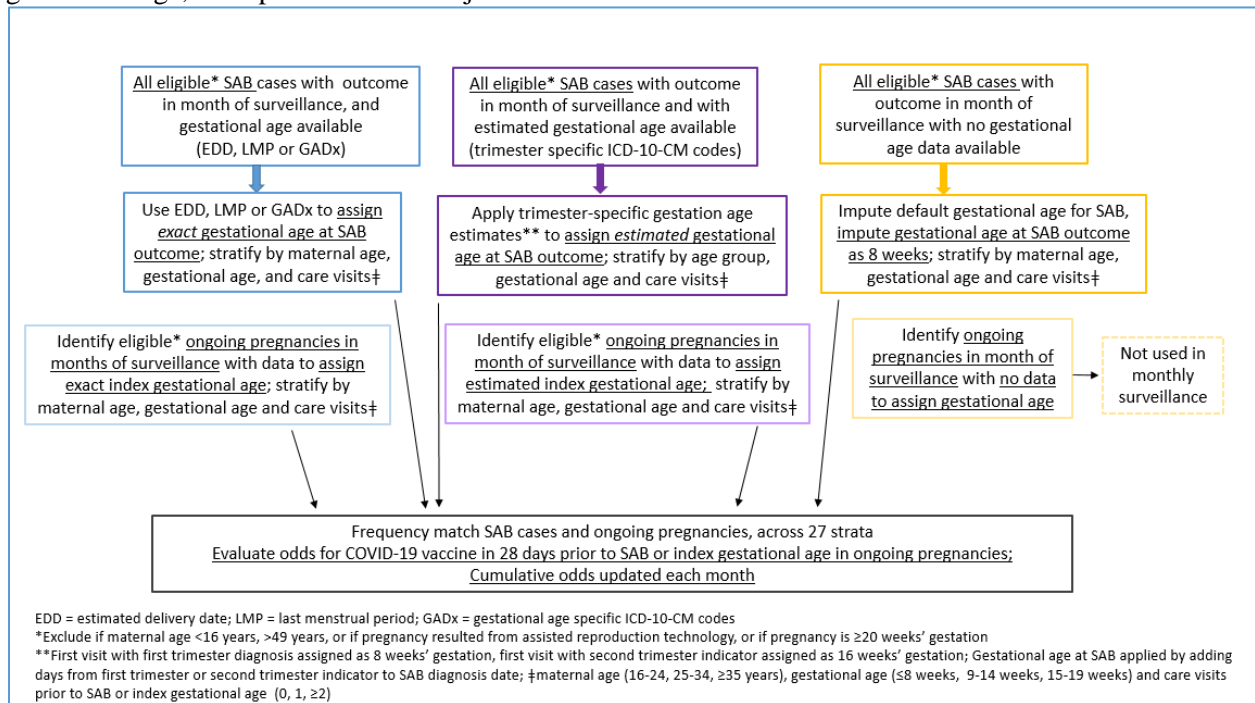 All eligible* SAB cases with outcome
in month of surveillance, and
gestational age available
(EDD, LMP or GADx)
All eligible* SAB cases with outcome
in month of surveillance and with
estimated gestational age available
(trimester specific ICD-10-CM codes)
All eligible* SAB cases with
outcome in month of
surveillance with no gestational
age data available
Use EDD, LMP or GADx to assign
exact gestational age at SAB
outcome; stratify by maternal age,
gestational age, and care visits‡
Apply trimester-specific gestation age
estimates** to assign estimated gestational
age at SAB outcome; stratify by age group,
gestational age and care visits‡
Impute default gestational age for SAB,
impute gestational age at SAB outcome
as 8 weeks; stratify by maternal age,
gestational age and care visits‡
Identify eligible* ongoing pregnancies in
months of surveillance with data to assign
exact index gestational age; stratify by
maternal age, gestational age and care visits‡
Identify eligible* ongoing pregnancies in
month of surveillance with data to assign
estimated index gestational age; stratify by
maternal age, gestational age and care visits‡
Identify ongoing
pregnancies in month of
surveillance with no data
to assign gestational age
Not used in
monthly
surveillance
Frequency match SAB cases and ongoing pregnancies, across 27 strata
Evaluate odds for COVID-19 vaccine in 28 days prior to SAB or index gestational age in ongoing pregnancies;
Cumulative odds updated each month
EDD = estimated delivery date; LMP = last menstrual period; GADx = gestational age specific ICD-10-CM codes
*Exclude if maternal age <16 years, >49 years, or if pregnancy resulted from assisted reproduction technology, or if pregnancy is ≥20 weeks' gestation
**First visit with first trimester diagnosis assigned as 8 weeks' gestation, first visit with second trimester indicator assigned as 16 weeks' gestation; Gestational age at SAB applied by adding
days from first trimester or second trimester indicator to SAB diagnosis date; ‡maternal age (16-24, 25-34, ≥35 years), gestational age (≤8 weeks, 9-14 weeks, 15-19 weeks) and care visits
prior to SAB or index gestational age (0, 1, ≥2)